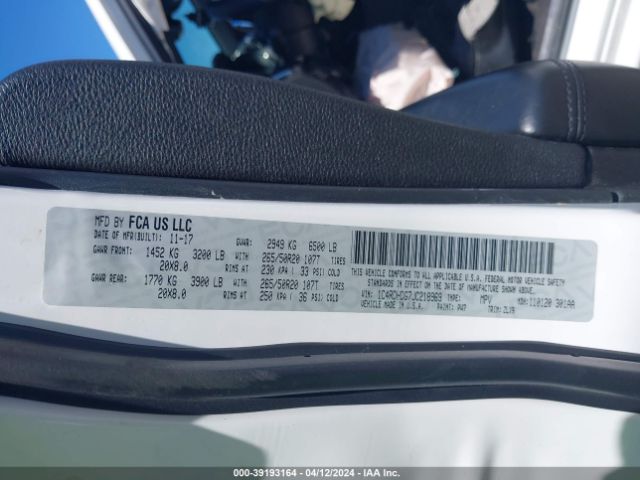 MFD BY FCA US LLC
DATE OF MFR(BUILT): 11-17 GVWR: 2949 KG 6500 LB
GAWR FRONT: 1452 KG 3200 LB WITH 265/50R20 107T TIRES
20X8.0 RIMS AT 230 KPA / 33 PSI COLD
GAWR REAR: 1770 KG 3900 LB WITH 265/50R20 107T TIRES
20X8.0 RIMS AT 250 KPA / 36 PSI COLD
THIS VEHICLE CONFORMS TO ALL APPLICABLE U.S.A. FEDERAL MOTOR VEHICLE SAFETY
STANDARDS IN EFFECT ON THE DATE OF MANUFACTURE SHOWN ABOVE.
VIN: 1C4RDHDG7JC218969 TYPE: MPV MDH: 110120 301AA
VEHICLE MADE IN U.S.A. PAINT: PW7 TRIM: ZLX9
000-39193164 - 04/12/2024 - IAA Inc.